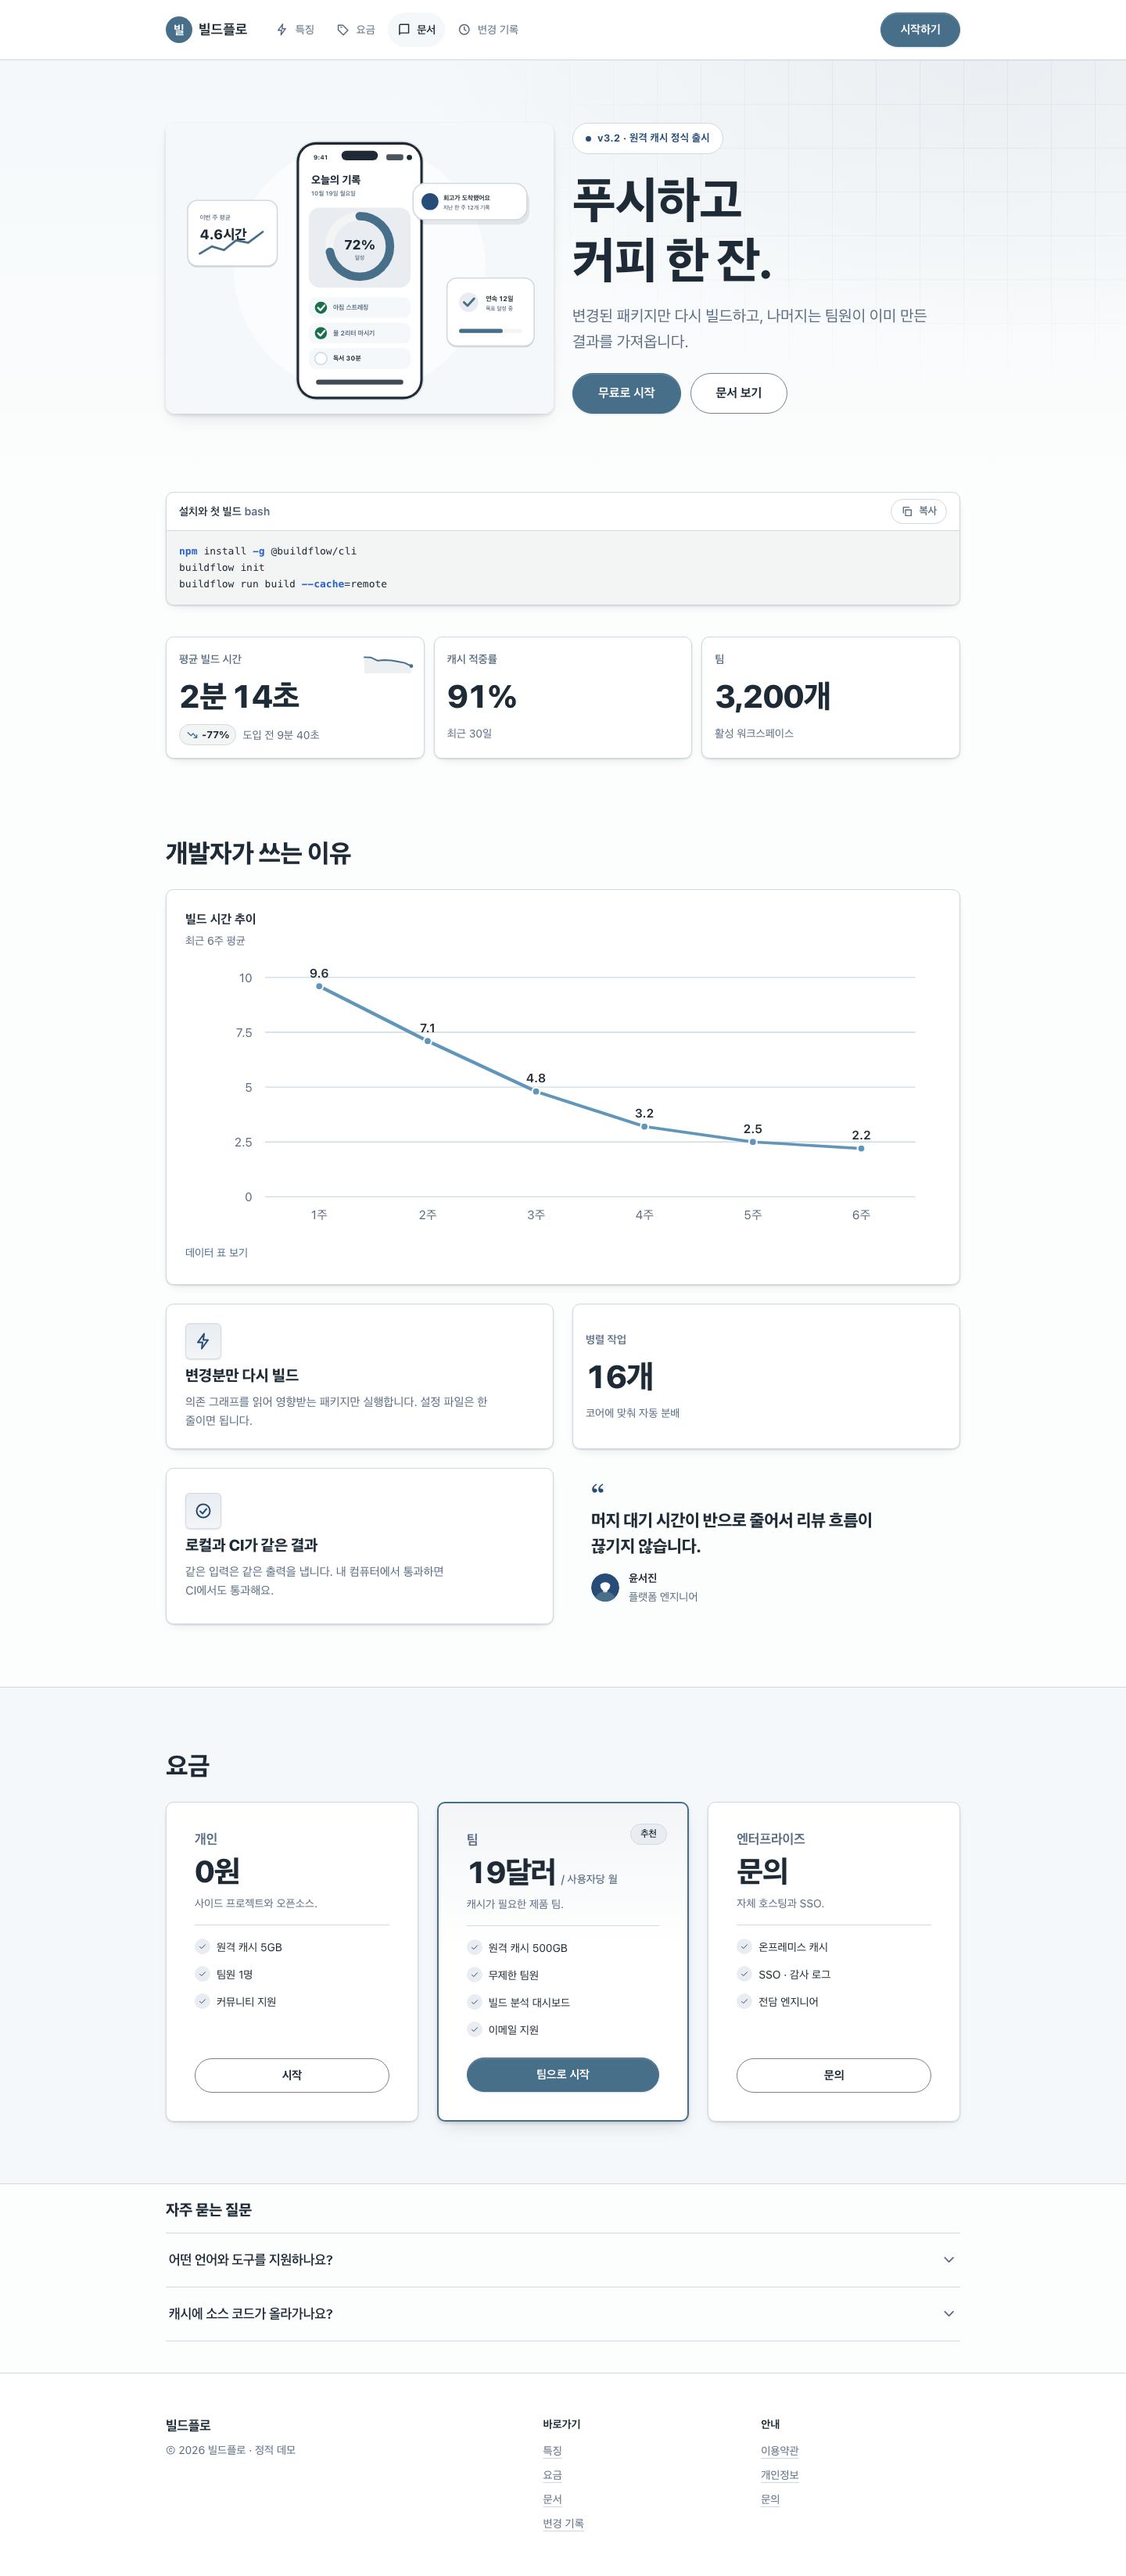 빌 빌드플로
특징
요금
문서
변경 기록
시작하기
9:41
오늘의 기록
10월 19일 월요일
이번 주 평균
4.6시간
회고가 도착했어요
지난 한 주 12개 기록
72%
달성
연속 12일
목표 달성 중
아침 스트레칭
물 2리터 마시기
독서 30분
v3.2 · 원격 캐시 정식 출시
푸시하고
커피 한 잔.
변경된 패키지만 다시 빌드하고, 나머지는 팀원이 이미 만든
결과를 가져옵니다.
무료로 시작
문서 보기
설치와 첫 빌드 bash
복사
npm install -g @buildflow/cli
buildflow init
buildflow run build --cache=remote
평균 빌드 시간
2분 14초
-77% 도입 전 9분 40초
캐시 적중률
91%
최근 30일
팀
3,200개
활성 워크스페이스
개발자가 쓰는 이유
빌드 시간 추이
최근 6주 평균
10
7.5
5
2.5
0
9.6
7.1
4.8
3.2
2.5
2.2
1주
2주
3주
4주
5주
6주
데이터 표 보기
변경분만 다시 빌드
의존 그래프를 읽어 영향받는 패키지만 실행합니다. 설정 파일은 한
줄이면 됩니다.
병렬 작업
16개
코어에 맞춰 자동 분배
로컬과 CI가 같은 결과
같은 입력은 같은 출력을 냅니다. 내 컴퓨터에서 통과하면
CI에서도 통과해요.
“
머지 대기 시간이 반으로 줄어서 리뷰 흐름이
끊기지 않습니다.
윤서진
플랫폼 엔지니어
요금
개인
0원
사이드 프로젝트와 오픈소스.
원격 캐시 5GB
팀원 1명
커뮤니티 지원
시작
팀
추천
19달러 / 사용자당 월
캐시가 필요한 제품 팀.
원격 캐시 500GB
무제한 팀원
빌드 분석 대시보드
이메일 지원
팀으로 시작
엔터프라이즈
문의
자체 호스팅과 SSO.
온프레미스 캐시
SSO · 감사 로그
전담 엔지니어
문의
자주 묻는 질문
어떤 언어와 도구를 지원하나요?
캐시에 소스 코드가 올라가나요?
빌드플로
© 2026 빌드플로 · 정적 데모
바로가기
특징
요금
문서
변경 기록
안내
이용약관
개인정보
문의